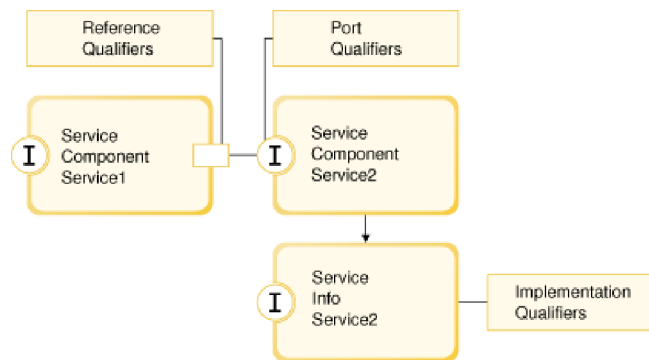 Reference
Qualifiers
Port
Qualifiers
I
Service
Component
Service1
I
Service
Component
Service2
I
Service
Info
Service2
Implementation
Qualifiers